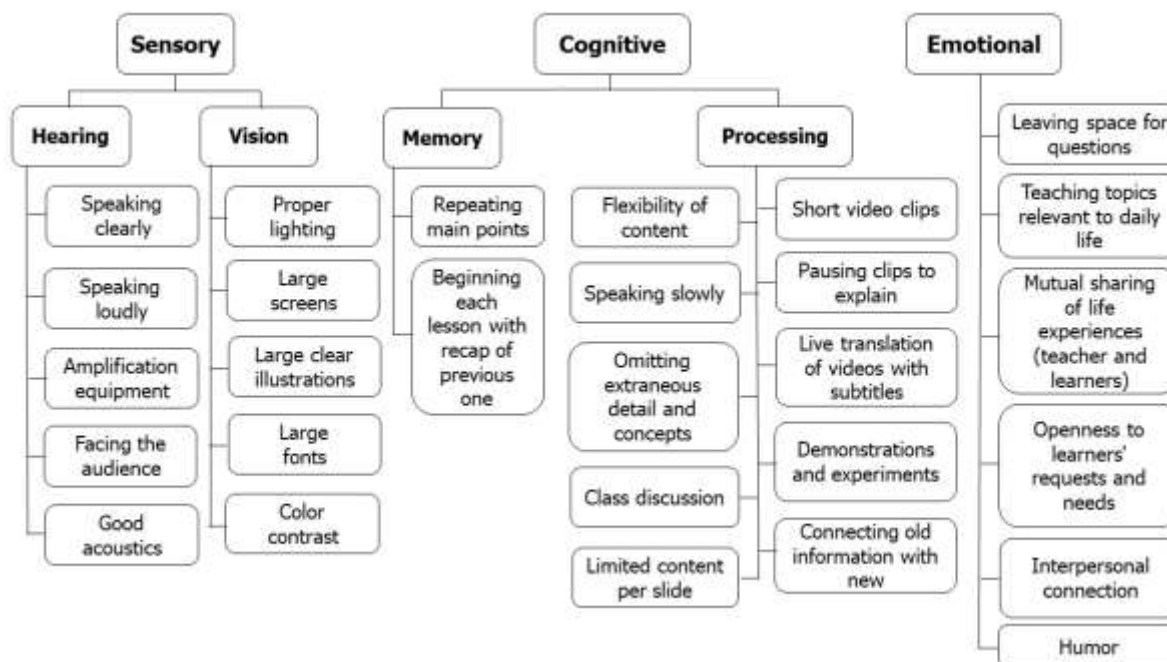 Sensory
Cognitive
Emotional
Hearing
Vision
Memory
Processing
Speaking
clearly
Speaking
loudly
Amplification
equipment
Facing the
audience
Good
acoustics
Proper
lighting
Large
screens
Large clear
illustrations
Large
fonts
Color
contrast
Repeating
main points
Beginning
each
lesson with
recap of
previous
one
Flexibility of
content
Speaking slowly
Omitting
extraneous
detail and
concepts
Class discussion
Limited content
per slide
Short video clips
Pausing clips to
explain
Live translation
of videos with
subtitles
Demonstrations
and experiments
Connecting old
information with
new
Leaving space for
questions
Teaching topics
relevant to daily
life
Mutual sharing
of life
experiences
(teacher and
learners)
Openness to
learners'
requests and
needs
Interpersonal
connection
Humor